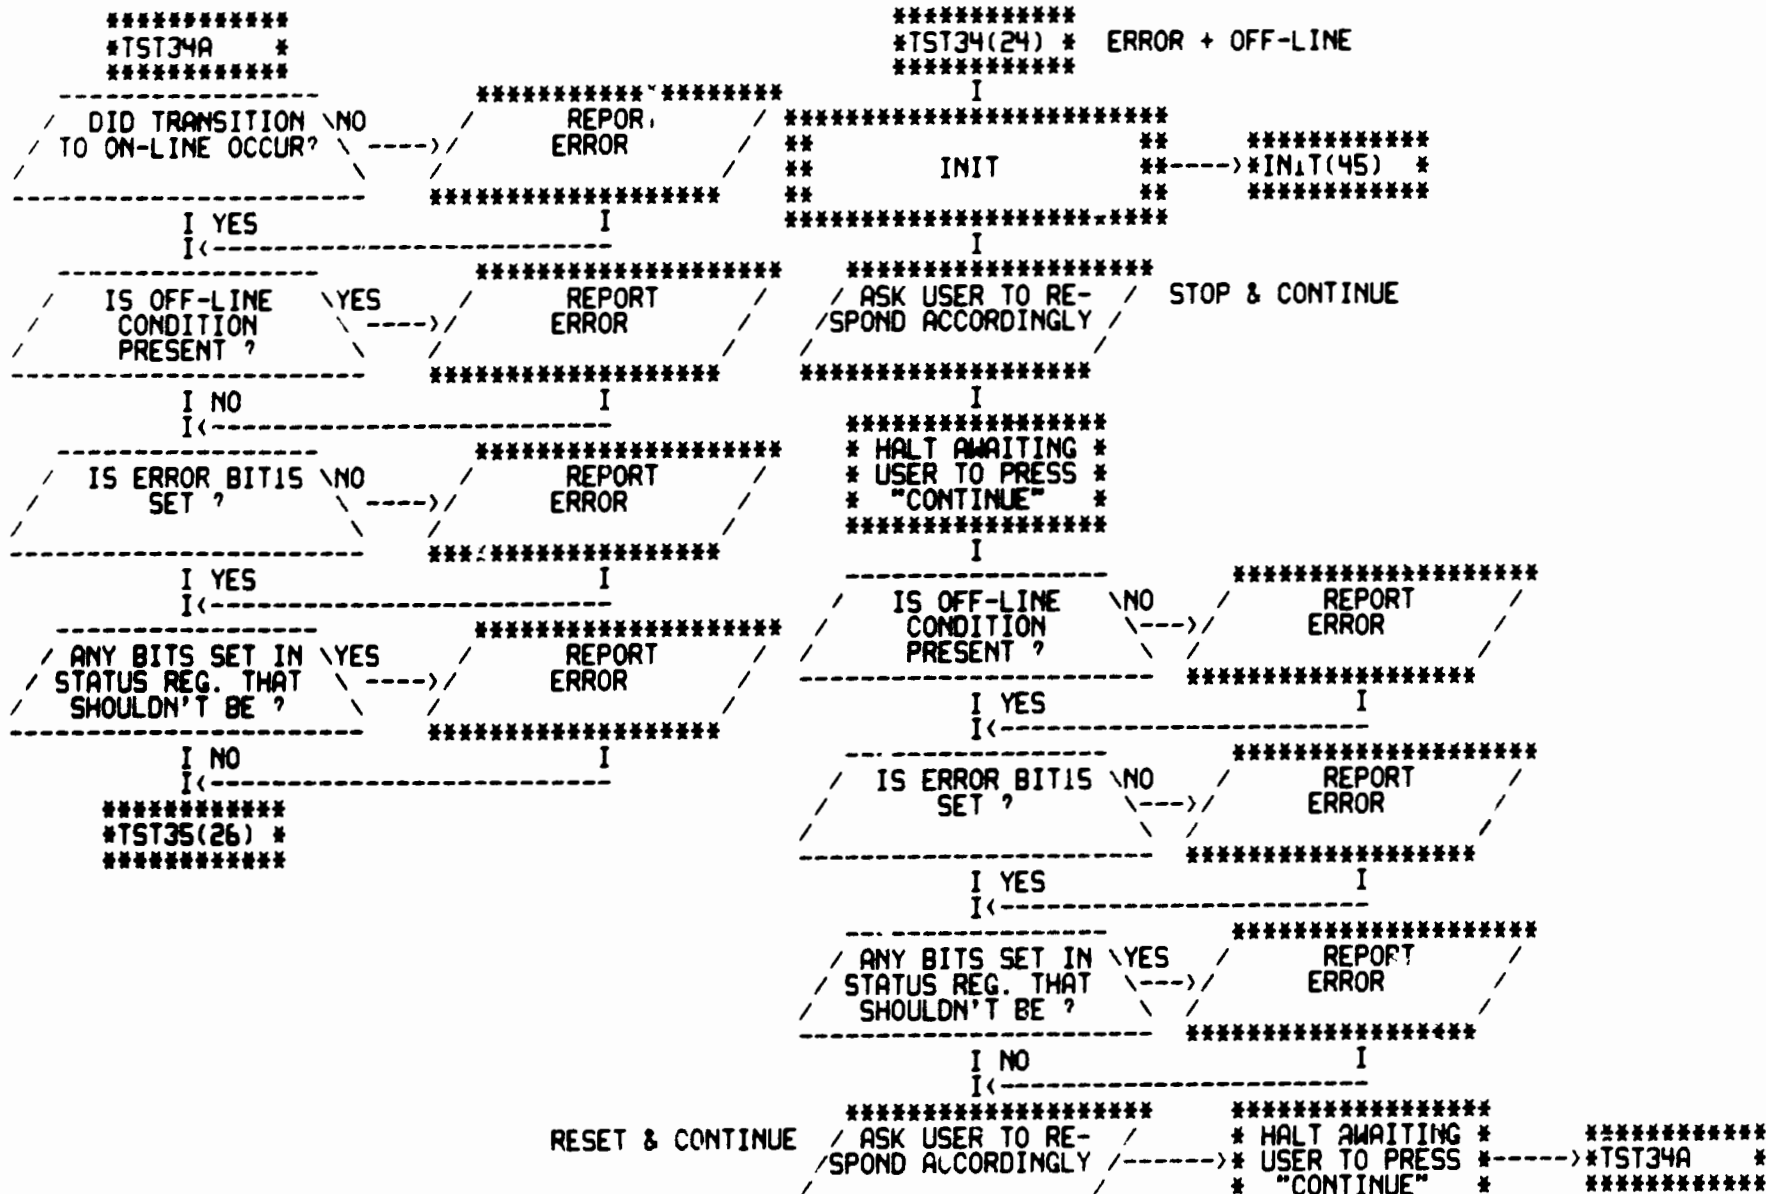 *TST34A *
DID TRANSITION \NO
TO ON-LINE OCCUR? \ ---->
REPOR
ERROR
I YES
IS OFF-LINE \YES
CONDITION
PRESENT ?
REPORT
ERROR
I NO
IS ERROR BIT15 \NO
SET ?
REPORT
ERROR
I YES
ANY BITS SET IN \YES
STATUS REG. THAT
SHOULDN'T BE ?
REPORT
ERROR
I NO
*TST35(26) *
*TST34(24) * ERROR + OFF-LINE
I
INIT
*INIT(45) *
I
ASK USER TO RE-
SPOND ACCORDINGLY
STOP & CONTINUE
I
* HALT AWAITING *
* USER TO PRESS *
* "CONTINUE" *
I
IS OFF-LINE \NO
CONDITION
PRESENT ?
REPORT
ERROR
I YES
IS ERROR BIT15 \NO
SET ?
REPORT
ERROR
I YES
ANY BITS SET IN \YES
STATUS REG. THAT
SHOULDN'T BE ?
REPORT
ERROR
I NO
RESET & CONTINUE
ASK USER TO RE-
SPOND ACCORDINGLY
* HALT AWAITING *
* USER TO PRESS *
* "CONTINUE" *
*TST34A *